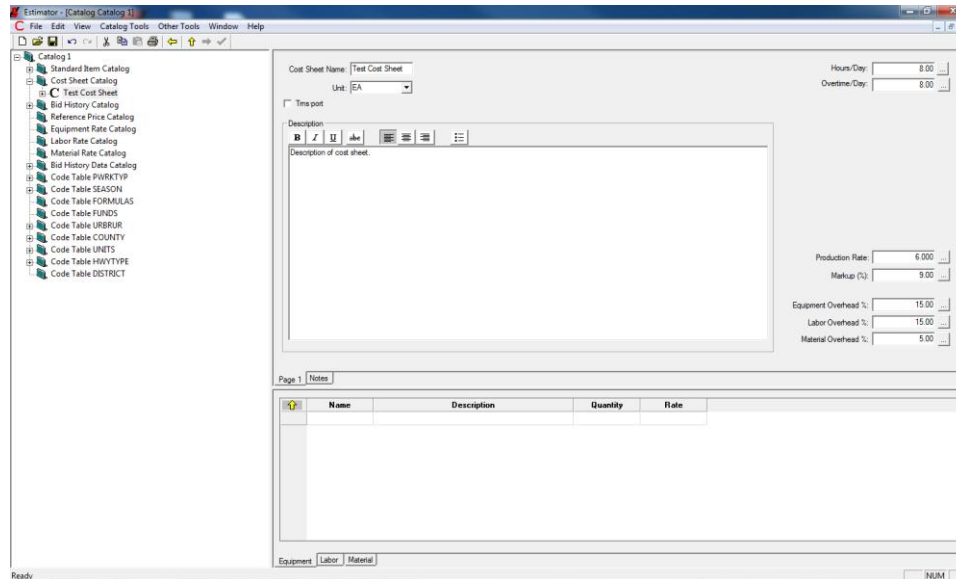 Estimator - [Catalog Catalog 1]
C File Edit View Catalog Tools Other Tools Window Help
Catalog 1
Standard Item Catalog
Cost Sheet Catalog
C Test Cost Sheet
Bid History Catalog
Reference Price Catalog
Equipment Rate Catalog
Labor Rate Catalog
Material Rate Catalog
Bid History Data Catalog
Code Table PWRKTYP
Code Table SEASON
Code Table FORMULAS
Code Table FUNDS
Code Table URBRUR
Code Table COUNTY
Code Table UNITS
Code Table HWYTYPE
Code Table DISTRICT
Cost Sheet Name: Test Cost Sheet
Unit: EA
Trnsport
Hours/Day: 8.00 ...
Overtime/Day: 8.00 ...
Description
B I U abc
Description of cost sheet.
Production Rate: 6.000 ...
Markup (%): 9.00 ...
Equipment Overhead %: 15.00 ...
Labor Overhead %: 15.00 ...
Material Overhead %: 5.00 ...
Page 1 Notes
Name Description Quantity Rate
Equipment Labor Material
Ready NUM